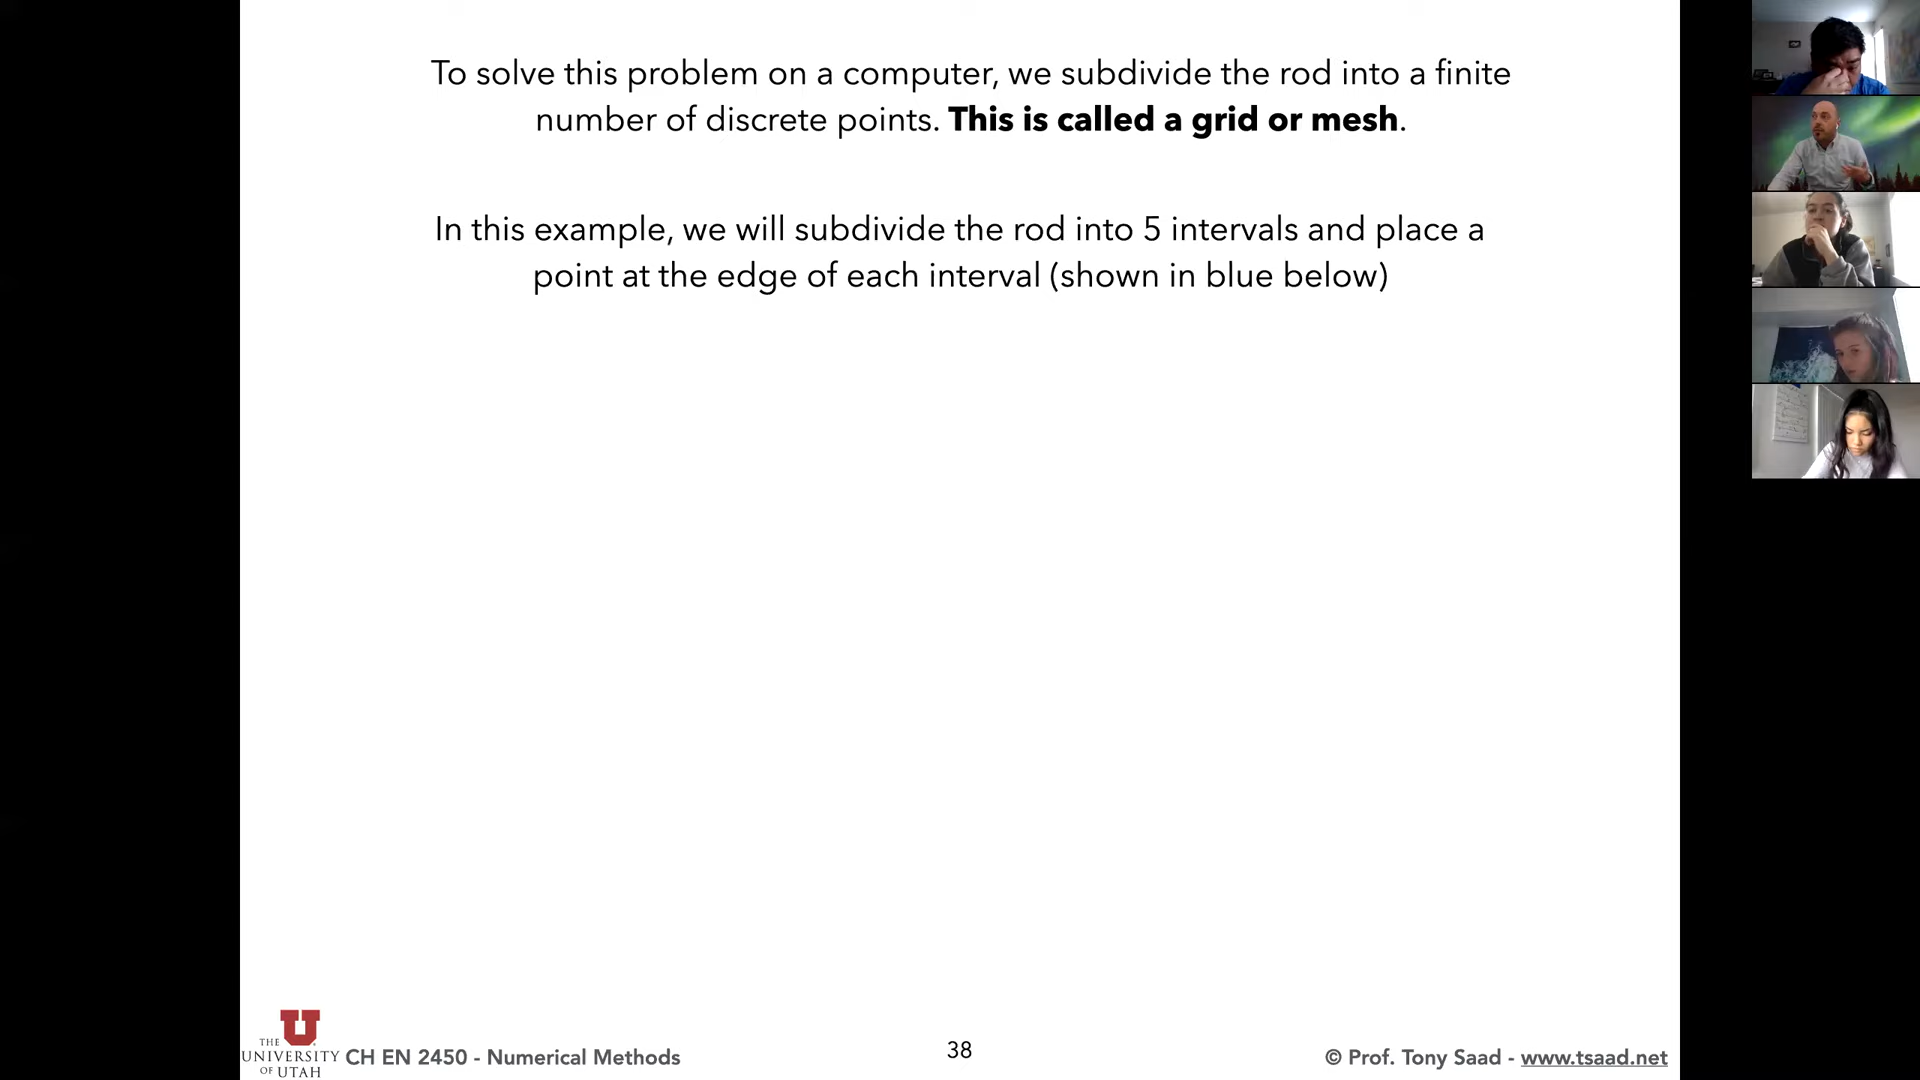 To solve this problem on a computer, we subdivide the rod into a finite
number of discrete points. This is called a grid or mesh.
In this example, we will subdivide the rod into 5 intervals and place a
point at the edge of each interval (shown in blue below)
THE
UNIVERSITY
OF UTAH
CH EN 2450 - Numerical Methods
38
© Prof. Tony Saad - www.tsaad.net